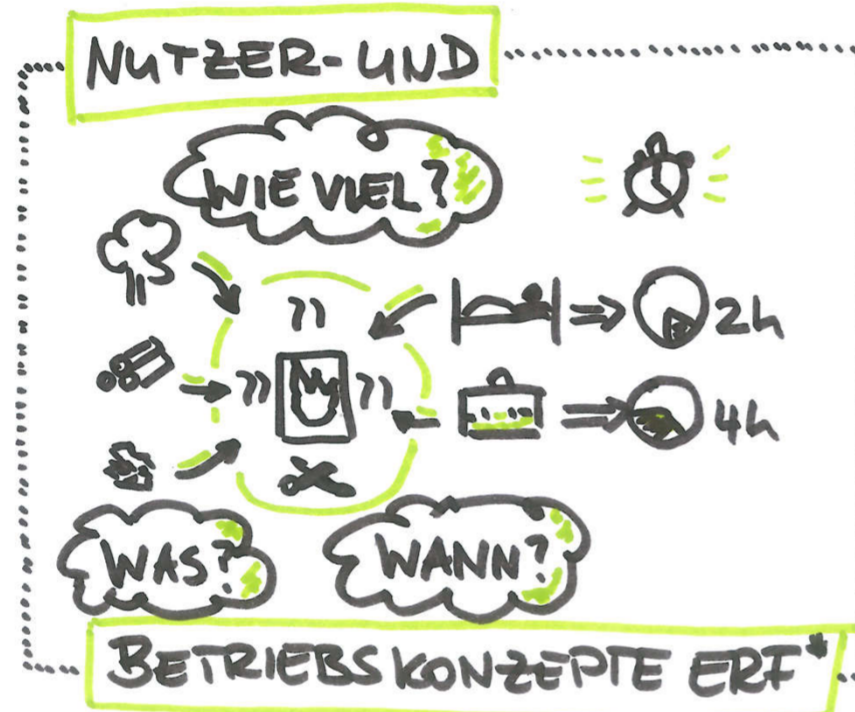 NUTZER-UND
WIE VIEL?
2h
4h
WAS?
WANN?
BETRIEBSKONZEPTE ERF*